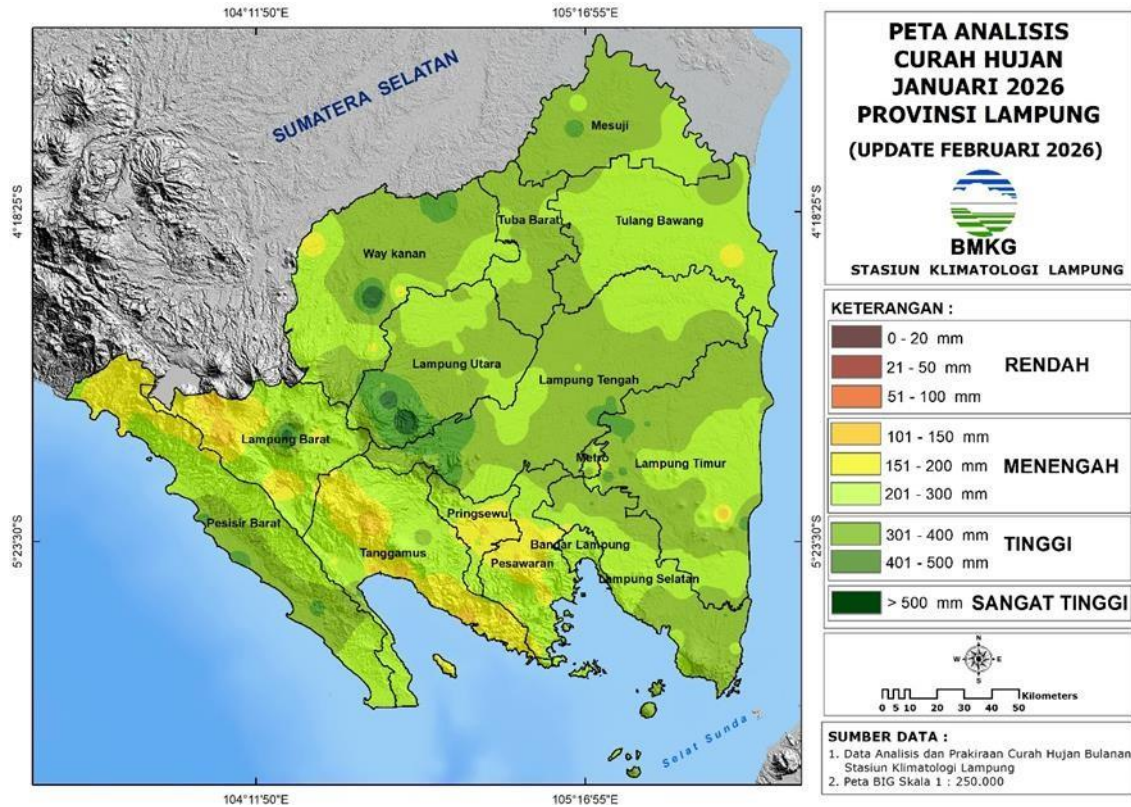 104°11'50"E
105°16'55"E
4°18'25"S
5°23'30"S
SUMATERA SELATAN
Mesuji
Tuba Barat
Tulang Bawang
Way kanan
Lampung Utara
Lampung Tengah
Lampung Barat
Metro
Lampung Timur
Pesisir Barat
Pringsewu
Tanggamus
Bandar Lampung
Pesawaran
Lampung Selatan
Selat Sunda
4°18'25"S
5°23'30"S
104°11'50"E
105°16'55"E
PETA ANALISIS
CURAH HUJAN
JANUARI 2026
PROVINSI LAMPUNG
(UPDATE FEBRUARI 2026)
BMKG
STASIUN KLIMATOLOGI LAMPUNG
KETERANGAN :
0 - 20 mm
21 - 50 mm
51 - 100 mm
RENDAH
101 - 150 mm
151 - 200 mm
201 - 300 mm
MENENGAH
301 - 400 mm
401 - 500 mm
TINGGI
> 500 mm SANGAT TINGGI
N
W E
S
Kilometers
0 5 10 20 30 40 50
SUMBER DATA :
1. Data Analisis dan Prakiraan Curah Hujan Bulanan
Stasiun Klimatologi Lampung
2. Peta BIG Skala 1 : 250.000